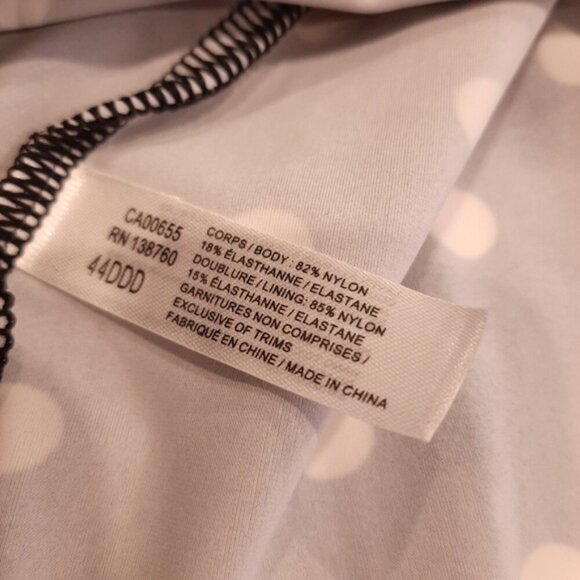 CA00655
RN 138760
44DDD
CORPS / BODY : 82% NYLON
18% ÉLASTHANNE / ELASTANE
DOUBLURE / LINING: 85% NYLON
15% ÉLASTHANNE / ELASTANE
GARNITURES NON COMPRISES /
EXCLUSIVE OF TRIMS
FABRIQUÉ EN CHINE / MADE IN CHINA